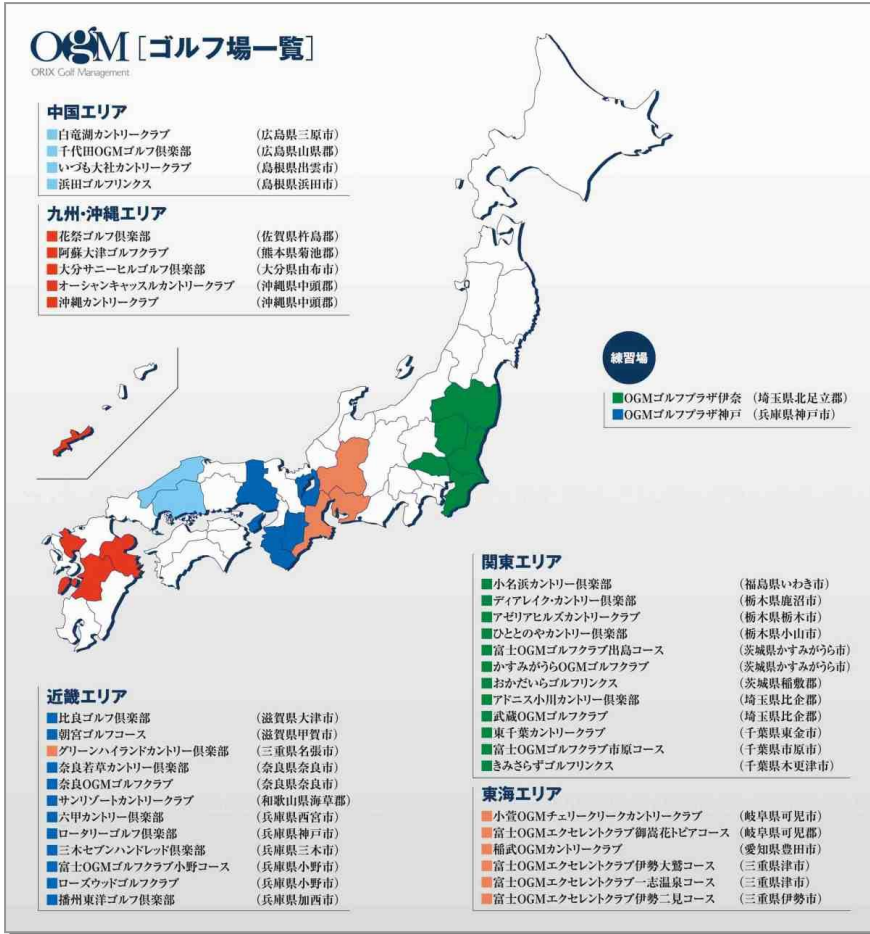 OGM [ゴルフ場一覧]
ORIX Golf Management
中国エリア
白竜湖カントリークラブ (広島県三原市)
千代田OGMゴルフ倶楽部 (広島県山県郡)
いづも大社カントリークラブ (島根県出雲市)
浜田ゴルフリンクス (島根県浜田市)
九州・沖縄エリア
花祭ゴルフ倶楽部 (佐賀県杵島郡)
阿蘇大津ゴルフクラブ (熊本県菊池郡)
大分サニーヒルゴルフ倶楽部 (大分県由布市)
オーシャンキャッスルカントリークラブ (沖縄県中頭郡)
沖縄カントリークラブ (沖縄県中頭郡)
練習場
OGMゴルフプラザ伊奈 (埼玉県北足立郡)
OGMゴルフプラザ神戸 (兵庫県神戸市)
近畿エリア
比良ゴルフ倶楽部 (滋賀県大津市)
朝宮ゴルフコース (滋賀県甲賀市)
グリーンハイランドカントリー倶楽部 (三重県名張市)
奈良若草カントリー倶楽部 (奈良県奈良市)
奈良OGMゴルフクラブ (奈良県奈良市)
サンリゾートカントリークラブ (和歌山県海草郡)
六甲カントリー倶楽部 (兵庫県西宮市)
ロータリーゴルフ倶楽部 (兵庫県神戸市)
三木セブンハンドレッド倶楽部 (兵庫県三木市)
富士OGMゴルフクラブ小野コース (兵庫県小野市)
ローズウッドゴルフクラブ (兵庫県小野市)
播州東洋ゴルフ倶楽部 (兵庫県加西市)
関東エリア
小名浜カントリー倶楽部 (福島県いわき市)
ディアレイク・カントリー倶楽部 (栃木県鹿沼市)
アゼリアヒルズカントリークラブ (栃木県栃木市)
ひととのやカントリー倶楽部 (栃木県小山市)
富士OGMゴルフクラブ出島コース (茨城県かすみがうら市)
かすみがうらOGMゴルフクラブ (茨城県かすみがうら市)
おかだいらゴルフリンクス (茨城県稲敷郡)
アドニス小川カントリー倶楽部 (埼玉県比企郡)
武蔵OGMゴルフクラブ (埼玉県比企郡)
東千葉カントリークラブ (千葉県東金市)
富士OGMゴルフクラブ市原コース (千葉県市原市)
きみさらずゴルフリンクス (千葉県木更津市)
東海エリア
小萱OGMチェリークリークカントリークラブ (岐阜県可児市)
富士OGMエクセレントクラブ御嵩花トピアコース (岐阜県可児郡)
稲武OGMカントリークラブ (愛知県豊田市)
富士OGMエクセレントクラブ伊勢大鷲コース (三重県津市)
富士OGMエクセレントクラブ一志温泉コース (三重県津市)
富士OGMエクセレントクラブ伊勢二見コース (三重県伊勢市)